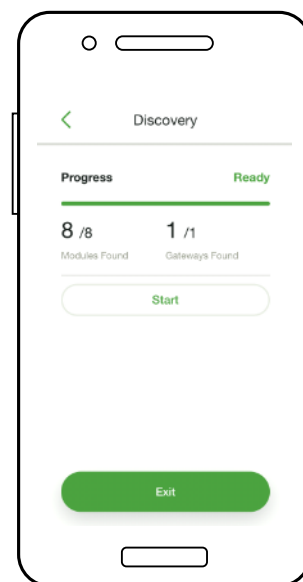 Discovery
Progress Ready
8 /8 1 /1
Modules Found Gateways Found
Start
Exit